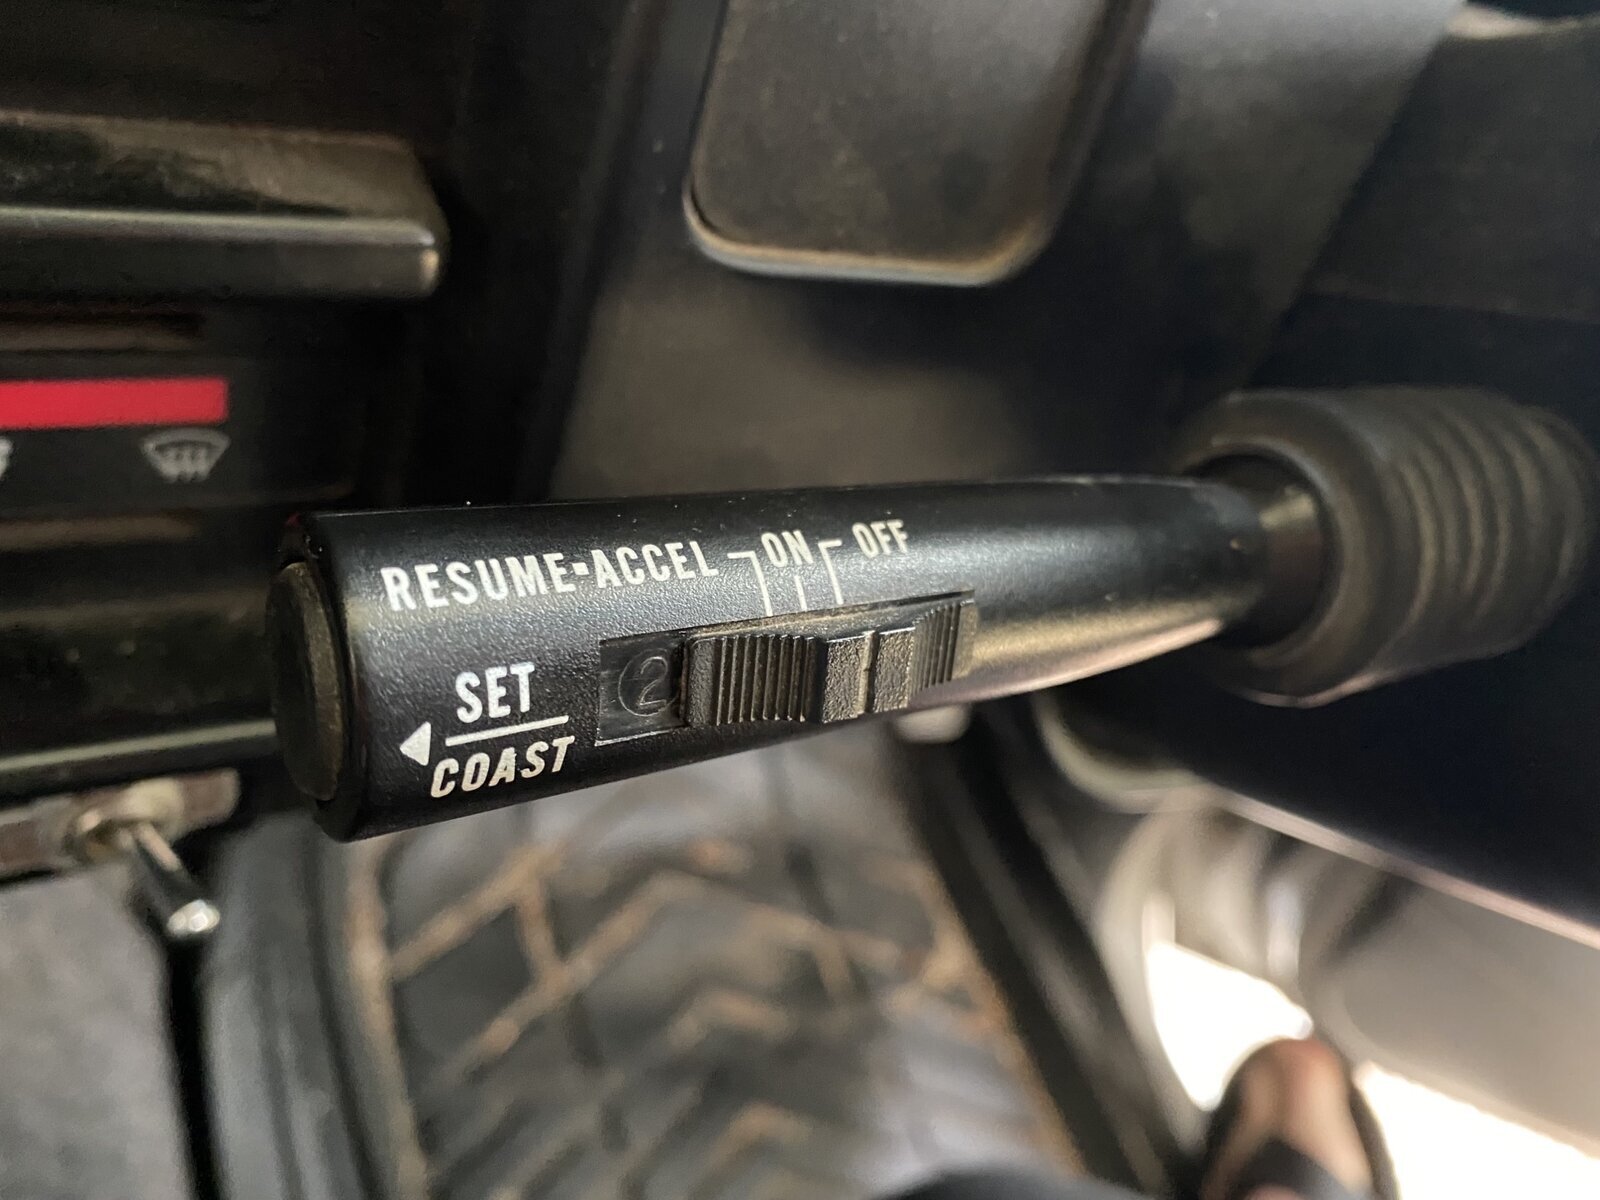 RESUME▪ACCEL ON OFF
SET
COAST
2